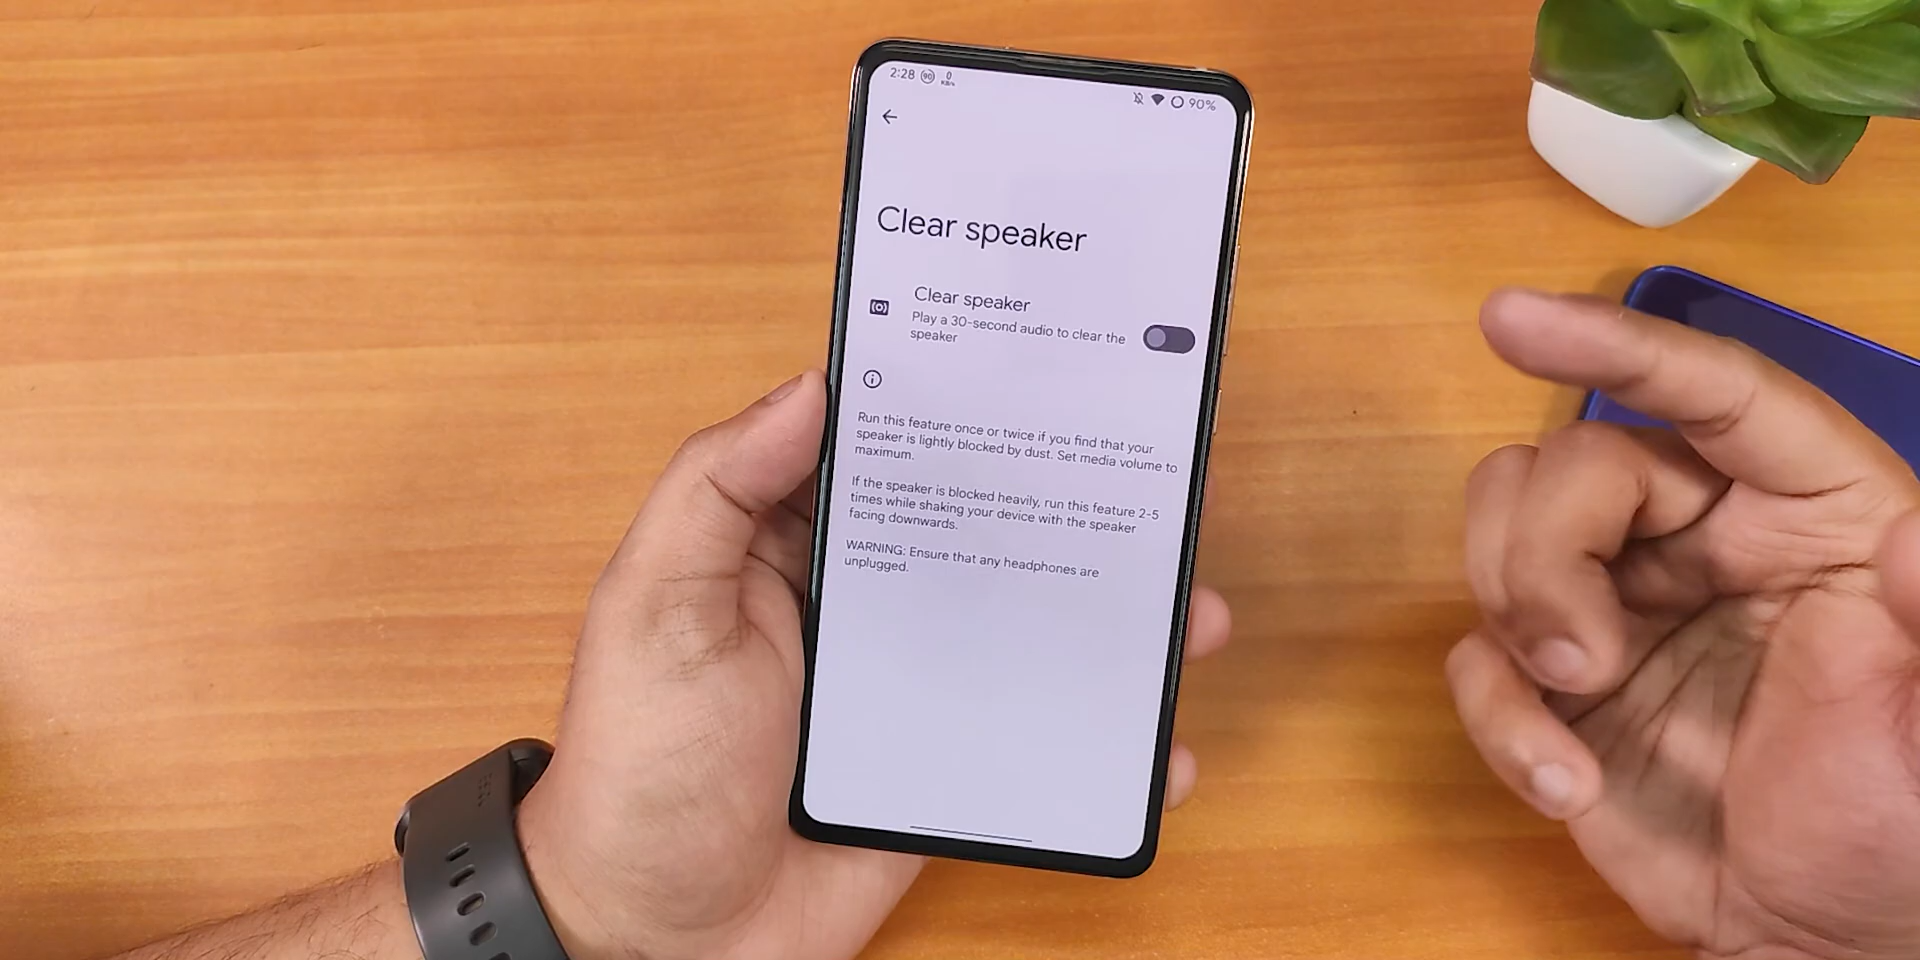 2:28 90 0 KB/s 90%
Clear speaker
Clear speaker
Play a 30-second audio to clear the
speaker
Run this feature once or twice if you find that your
speaker is lightly blocked by dust. Set media volume to
maximum.
If the speaker is blocked heavily, run this feature 2-5
times while shaking your device with the speaker
facing downwards.
WARNING: Ensure that any headphones are
unplugged.